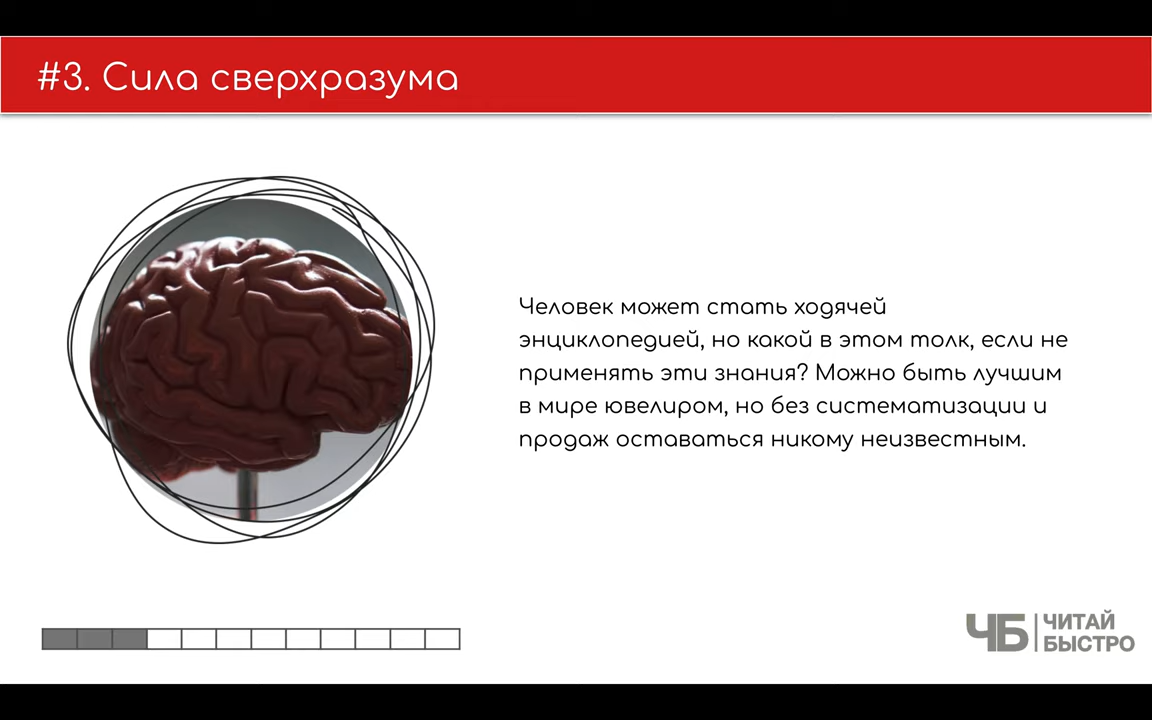 #3. Сила сверхразума
Человек может стать ходячей
энциклопедией, но какой в этом толк, если не
применять эти знания? Можно быть лучшим
в мире ювелиром, но без систематизации и
продаж оставаться никому неизвестным.
ЧБ ЧИТАЙ
БЫСТРО